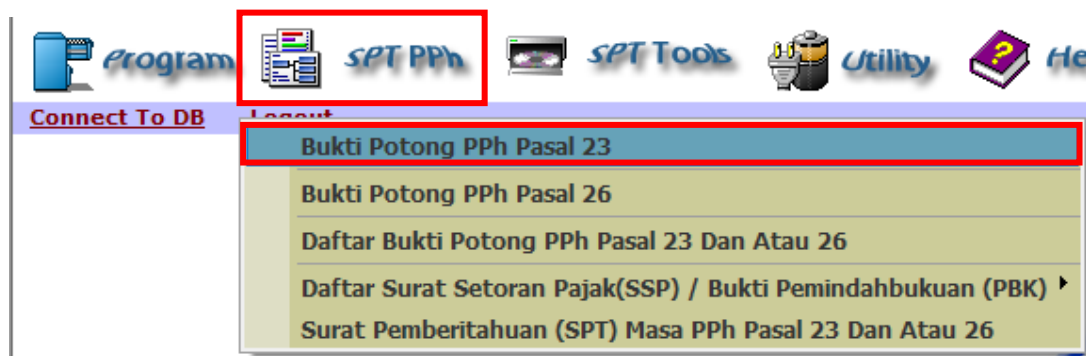 Program SPT PPh SPT Tools Utility He
Connect To DB Logout
Bukti Potong PPh Pasal 23
Bukti Potong PPh Pasal 26
Daftar Bukti Potong PPh Pasal 23 Dan Atau 26
Daftar Surat Setoran Pajak(SSP) / Bukti Pemindahbukuan (PBK)
Surat Pemberitahuan (SPT) Masa PPh Pasal 23 Dan Atau 26